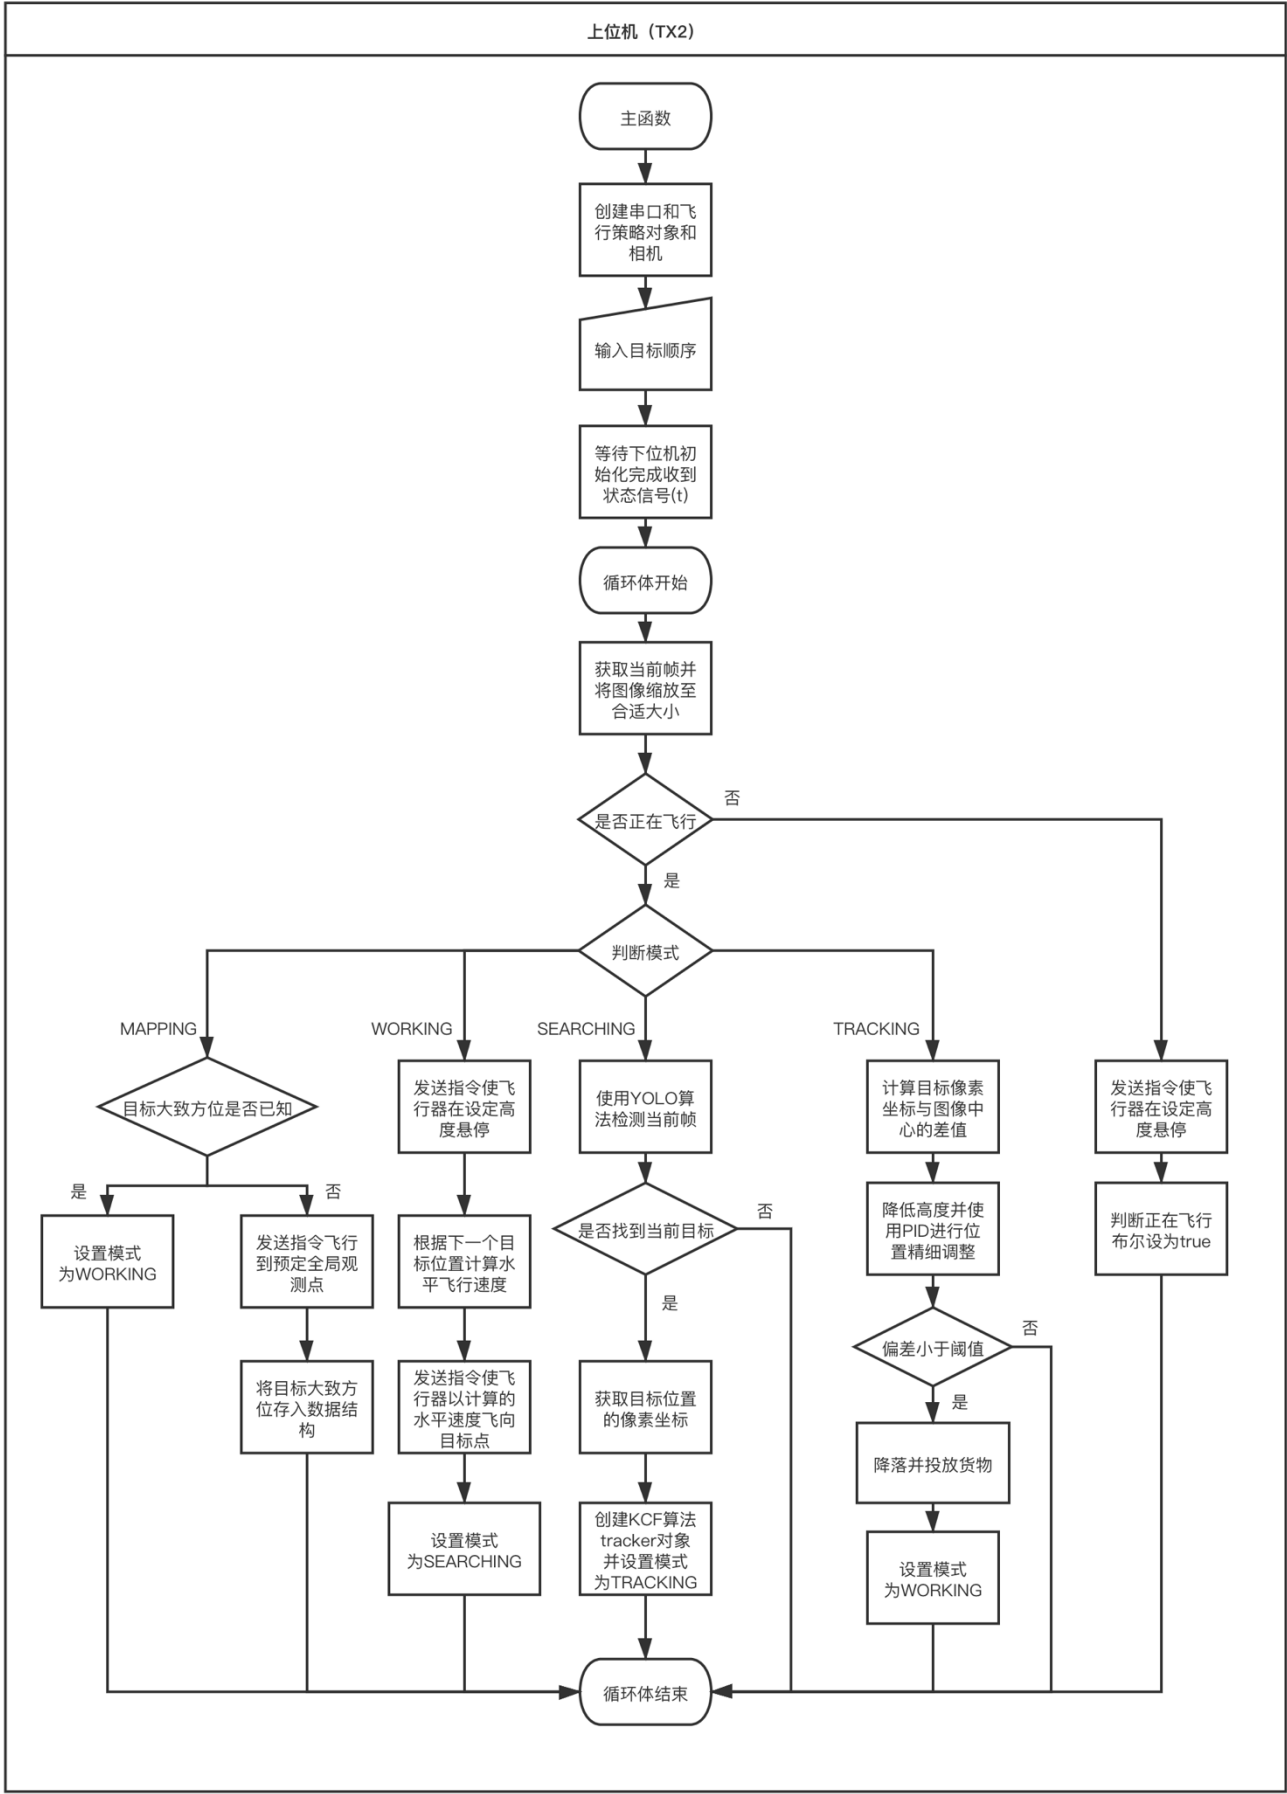 上位机（TX2）
主函数
创建串口和飞
行策略对象和
相机
输入目标顺序
等待下位机初
始化完成收到
状态信号(t)
循环体开始
获取当前帧并
将图像缩放至
合适大小
是否正在飞行
否
是
判断模式
MAPPING
目标大致方位是否已知
是
设置模式
为WORKING
否
发送指令飞行
到预定全局观
测点
将目标大致方
位存入数据结
构
WORKING
发送指令使飞
行器在设定高
度悬停
根据下一个目
标位置计算水
平飞行速度
发送指令使飞
行器以计算的
水平速度飞向
目标点
设置模式
为SEARCHING
SEARCHING
使用YOLO算
法检测当前帧
是否找到当前目标
否
是
获取目标位置
的像素坐标
创建KCF算法
tracker对象
并设置模式
为TRACKING
TRACKING
计算目标像素
坐标与图像中
心的差值
降低高度并使
用PID进行位
置精细调整
偏差小于阈值
否
是
降落并投放货物
设置模式
为WORKING
发送指令使飞
行器在设定高
度悬停
判断正在飞行
布尔设为true
循环体结束